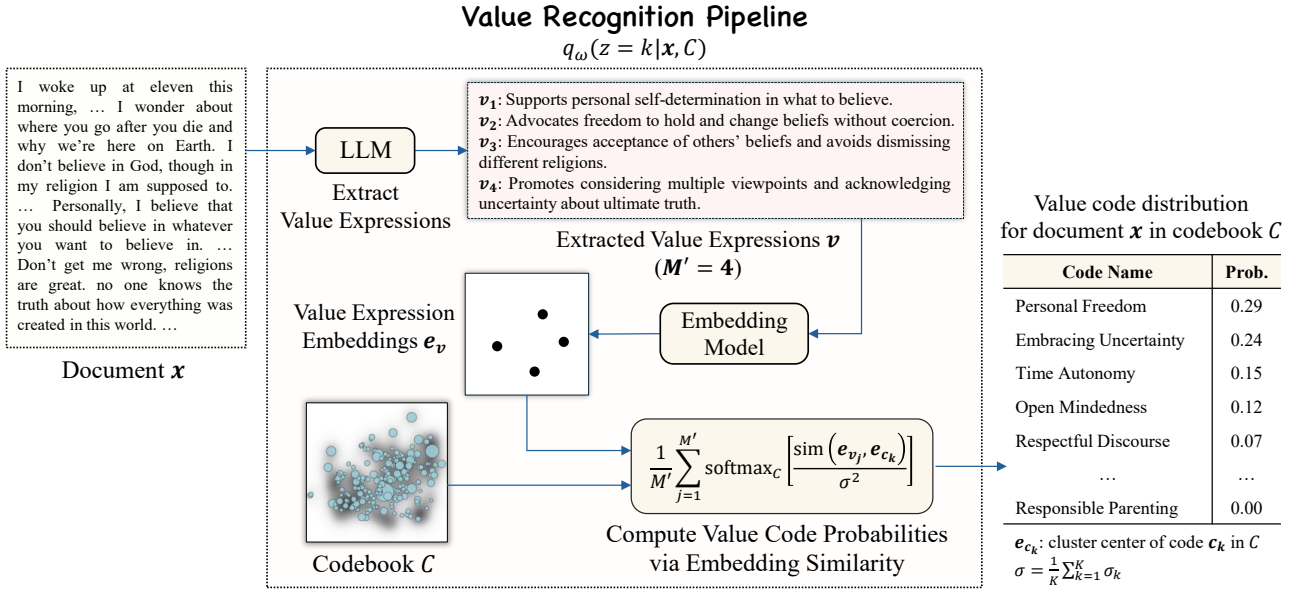 Value Recognition Pipeline
q_ω(z = k|x, C)
I woke up at eleven this
morning, … I wonder about
where you go after you die and
why we're here on Earth. I
don't believe in God, though in
my religion I am supposed to.
… Personally, I believe that
you should believe in whatever
you want to believe in. …
Don't get me wrong, religions
are great. no one knows the
truth about how everything was
created in this world. …
Document x
LLM
Extract
Value Expressions
v₁: Supports personal self-determination in what to believe.
v₂: Advocates freedom to hold and change beliefs without coercion.
v₃: Encourages acceptance of others' beliefs and avoids dismissing
different religions.
v₄: Promotes considering multiple viewpoints and acknowledging
uncertainty about ultimate truth.
Extracted Value Expressions v
(M′ = 4)
Embedding
Model
Value Expression
Embeddings e_v
Codebook C
1/M′ ∑_{j=1}^{M′} softmax_C [sim (e_{v_j}, e_{c_k}) / σ²]
Compute Value Code Probabilities
via Embedding Similarity
Value code distribution
for document x in codebook C
Code Name Prob.
Personal Freedom 0.29
Embracing Uncertainty 0.24
Time Autonomy 0.15
Open Mindedness 0.12
Respectful Discourse 0.07
… …
Responsible Parenting 0.00
e_{c_k}: cluster center of code c_k in C
σ = 1/K ∑_{k=1}^{K} σ_k